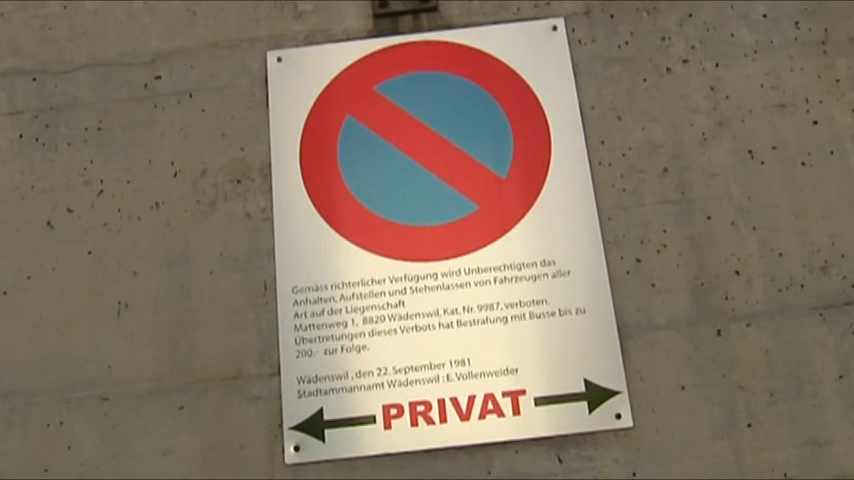 Gemäss richterlicher Verfügung wird Unberechtigten das
Anhalten, Aufstellen und Stehenlassen von Fahrzeugen aller
Art auf der Liegenschaft
Mattenweg 1, 8820 Wädenswil, Kat. Nr. 9987, verboten.
Übertretungen dieses Verbots hat Bestrafung mit Busse bis zu
200.- zur Folge.
Wädenswil, den 22. September 1981
Stadtammannamt Wädenswil : E. Vollenweider
PRIVAT